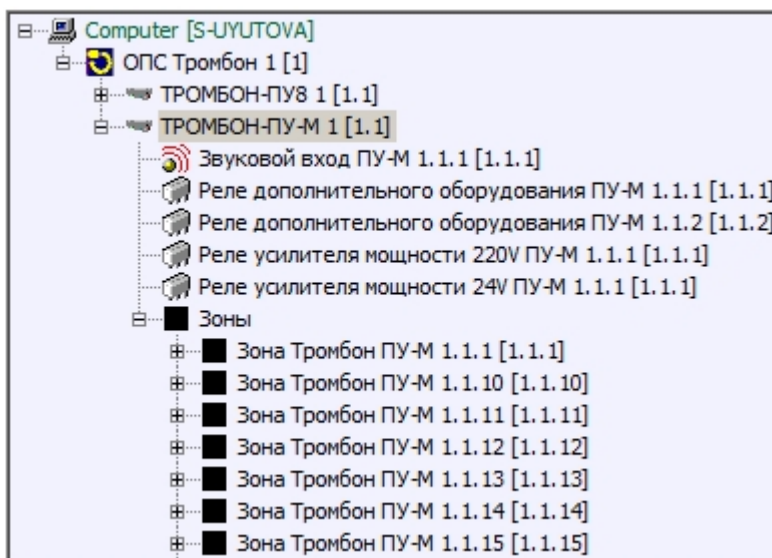 Computer [S-UYUTOVA]
ОПС Тромбон 1 [1]
ТРОМБОН-ПУ8 1 [1.1]
ТРОМБОН-ПУ-М 1 [1.1]
Звуковой вход ПУ-М 1.1.1 [1.1.1]
Реле дополнительного оборудования ПУ-М 1.1.1 [1.1.1]
Реле дополнительного оборудования ПУ-М 1.1.2 [1.1.2]
Реле усилителя мощности 220V ПУ-М 1.1.1 [1.1.1]
Реле усилителя мощности 24V ПУ-М 1.1.1 [1.1.1]
Зоны
Зона Тромбон ПУ-М 1.1.1 [1.1.1]
Зона Тромбон ПУ-М 1.1.10 [1.1.10]
Зона Тромбон ПУ-М 1.1.11 [1.1.11]
Зона Тромбон ПУ-М 1.1.12 [1.1.12]
Зона Тромбон ПУ-М 1.1.13 [1.1.13]
Зона Тромбон ПУ-М 1.1.14 [1.1.14]
Зона Тромбон ПУ-М 1.1.15 [1.1.15]